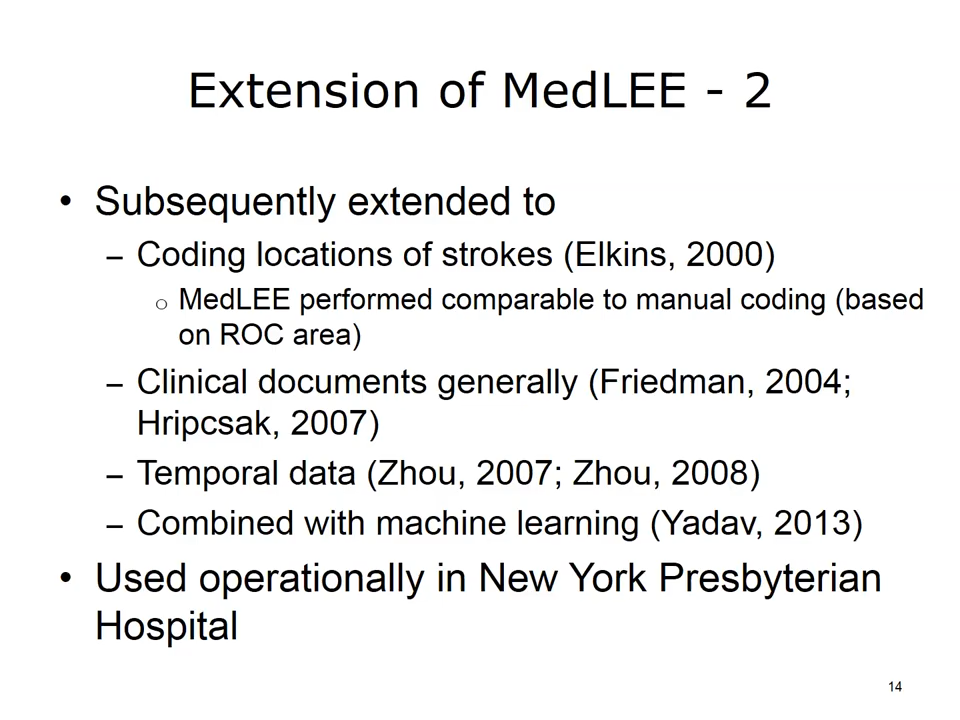 Extension of MedLEE - 2
• Subsequently extended to
– Coding locations of strokes (Elkins, 2000)
○ MedLEE performed comparable to manual coding (based
on ROC area)
– Clinical documents generally (Friedman, 2004;
Hripcsak, 2007)
– Temporal data (Zhou, 2007; Zhou, 2008)
– Combined with machine learning (Yadav, 2013)
• Used operationally in New York Presbyterian
Hospital
14